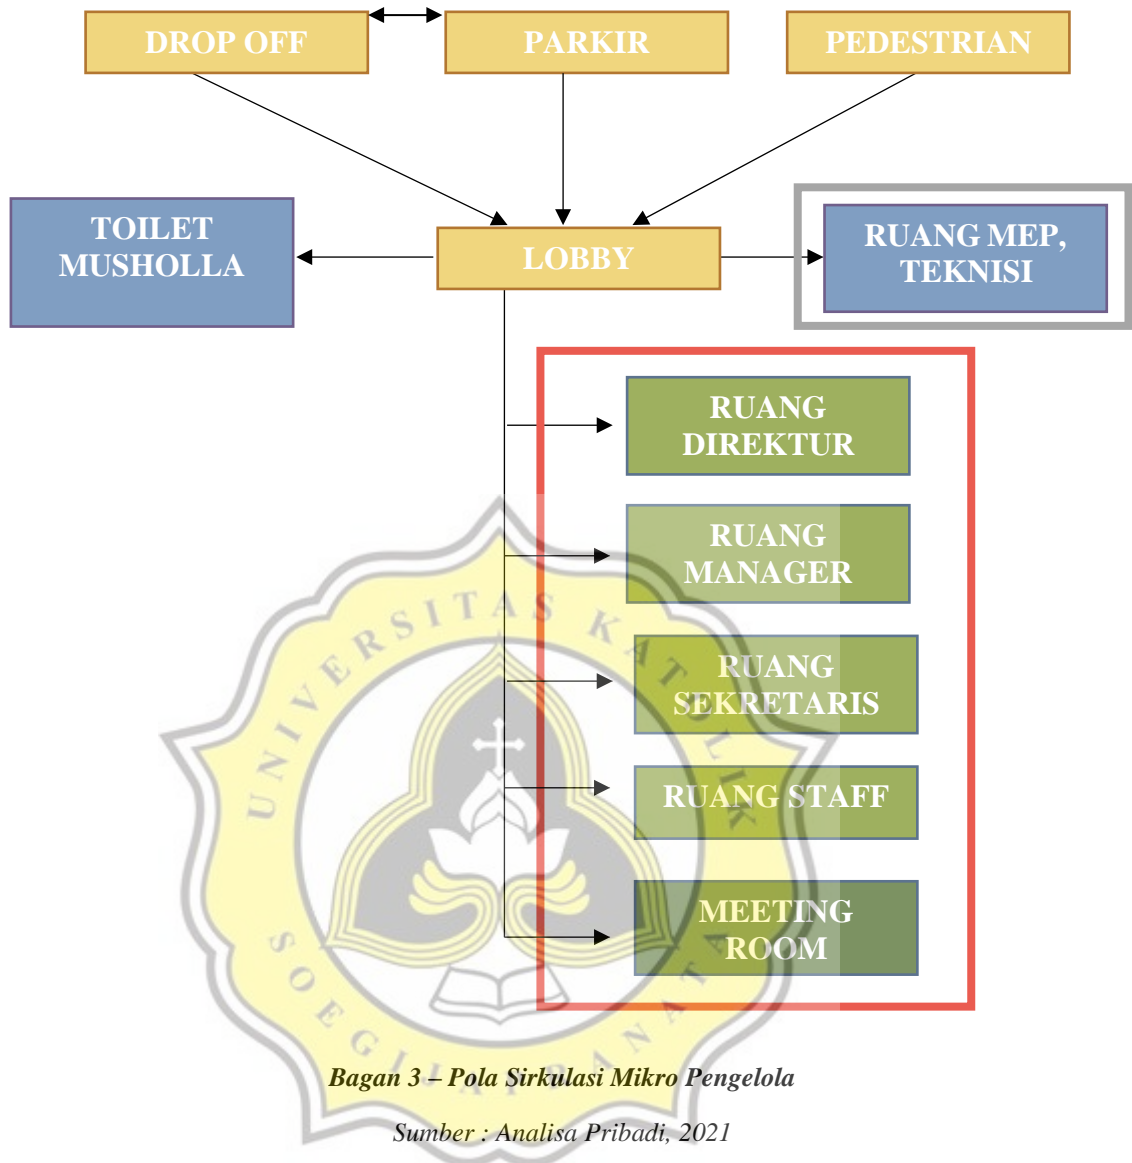 DROP OFF
PARKIR
PEDESTRIAN
TOILET
MUSHOLLA
LOBBY
RUANG MEP,
TEKNISI
RUANG
DIREKTUR
RUANG
MANAGER
RUANG
SEKRETARIS
RUANG STAFF
MEETING
ROOM
UNIVERSITAS KATOLIK
SOEGIJAPRANATA
Bagan 3 – Pola Sirkulasi Mikro Pengelola
Sumber : Analisa Pribadi, 2021